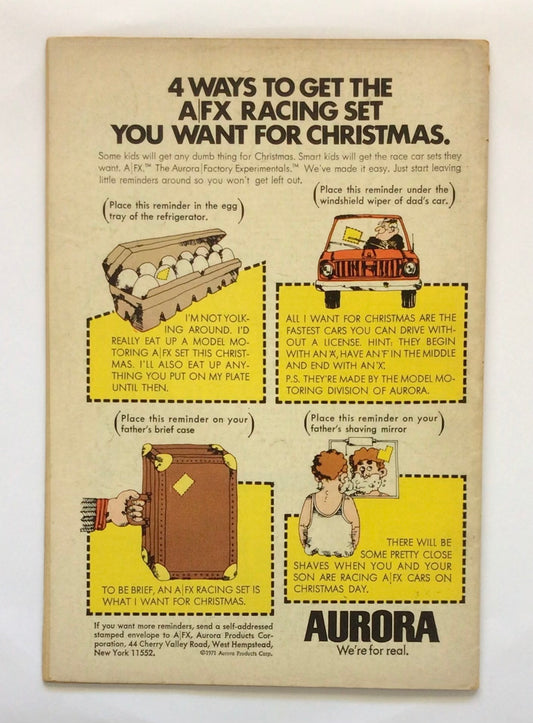 4 WAYS TO GET THE
A|FX RACING SET
YOU WANT FOR CHRISTMAS.
Some kids will get any dumb thing for Christmas. Smart kids will get the race car sets they
want. A|FX,™ The Aurora|Factory Experimentals.™ We've made it easy. Just start leaving
little reminders around so you won't get left out.
(Place this reminder in the egg
tray of the refrigerator.)
(Place this reminder under the
windshield wiper of dad's car.)
I'M NOT YOLK-
ING AROUND. I'D
REALLY EAT UP A MODEL MO-
TORING A|FX SET THIS CHRIST-
MAS. I'LL ALSO EAT UP ANY-
THING YOU PUT ON MY PLATE
UNTIL THEN.
ALL I WANT FOR CHRISTMAS ARE THE
FASTEST CARS YOU CAN DRIVE WITH-
OUT A LICENSE. HINT: THEY BEGIN
WITH AN 'A', HAVE AN 'F' IN THE MIDDLE
AND END WITH AN 'X'.
P.S. THEY'RE MADE BY THE MODEL MO-
TORING DIVISION OF AURORA.
(Place this reminder on your
father's brief case)
(Place this reminder on your
father's shaving mirror)
TO BE BRIEF, AN A|FX RACING SET IS
WHAT I WANT FOR CHRISTMAS.
THERE WILL BE
SOME PRETTY CLOSE
SHAVES WHEN YOU AND YOUR
SON ARE RACING A|FX CARS ON
CHRISTMAS DAY.
If you want more reminders, send a self-addressed
stamped envelope to A|FX, Aurora Products Cor-
poration, 44 Cherry Valley Road, West Hempstead,
New York 11552. ©1971 Aurora Products Corp.
AURORA
We're for real.